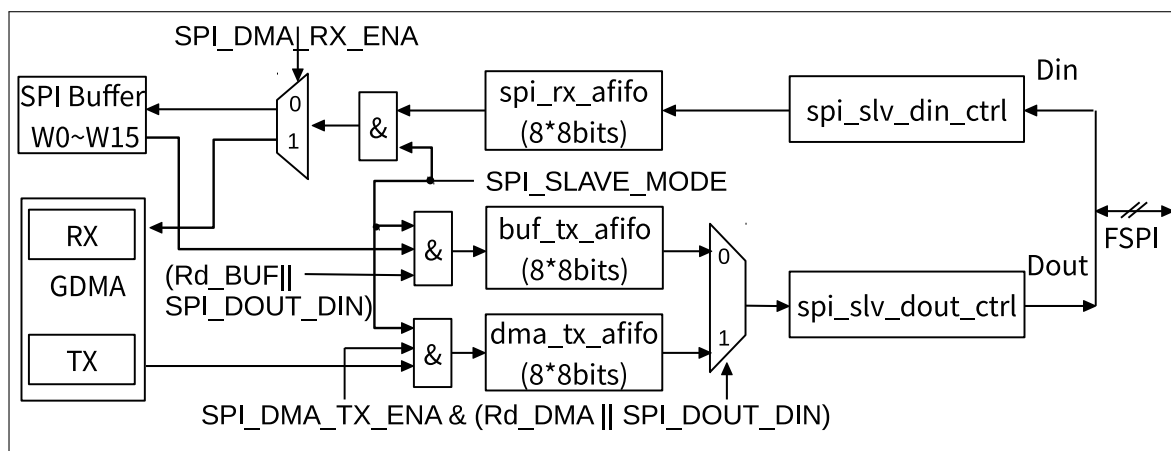 SPI_DMA_RX_ENA
SPI Buffer
W0~W15
0
1
&
spi_rx_afifo
(8*8bits)
spi_slv_din_ctrl
Din
SPI_SLAVE_MODE
RX
GDMA
TX
(Rd_BUF||
SPI_DOUT_DIN)
&
buf_tx_afifo
(8*8bits)
0
1
FSPI
Dout
spi_slv_dout_ctrl
&
dma_tx_afifo
(8*8bits)
SPI_DMA_TX_ENA & (Rd_DMA || SPI_DOUT_DIN)